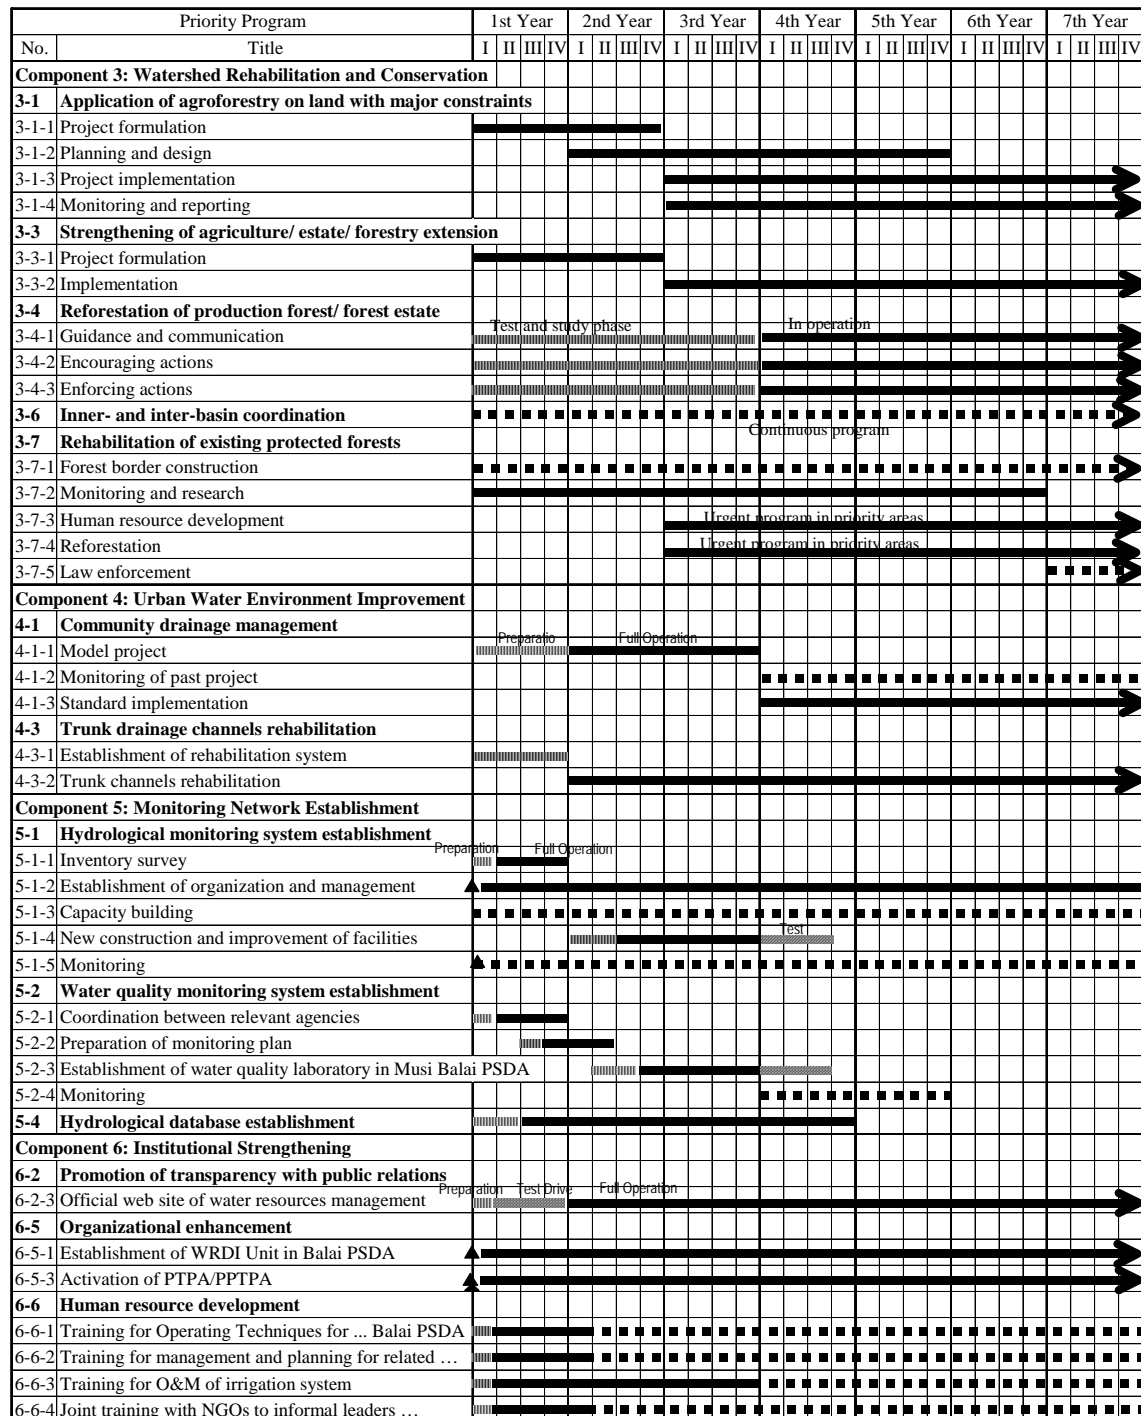 Priority Program 1st Year 2nd Year 3rd Year 4th Year 5th Year 6th Year 7th Year
No. Title I II III IV I II III IV I II III IV I II III IV I II III IV I II III IV I II III IV
Component 3: Watershed Rehabilitation and Conservation
3-1 Application of agroforestry on land with major constraints
3-1-1 Project formulation
3-1-2 Planning and design
3-1-3 Project implementation
3-1-4 Monitoring and reporting
3-3 Strengthening of agriculture/ estate/ forestry extension
3-3-1 Project formulation
3-3-2 Implementation
3-4 Reforestation of production forest/ forest estate
Test and study phase In operation
3-4-1 Guidance and communication
3-4-2 Encouraging actions
3-4-3 Enforcing actions
3-6 Inner- and inter-basin coordination
Continuous program
3-7 Rehabilitation of existing protected forests
3-7-1 Forest border construction
3-7-2 Monitoring and research
3-7-3 Human resource development Urgent program in priority areas
3-7-4 Reforestation Urgent program in priority areas
3-7-5 Law enforcement
Component 4: Urban Water Environment Improvement
4-1 Community drainage management
Preparatio Full Operation
4-1-1 Model project
4-1-2 Monitoring of past project
4-1-3 Standard implementation
4-3 Trunk drainage channels rehabilitation
4-3-1 Establishment of rehabilitation system
4-3-2 Trunk channels rehabilitation
Component 5: Monitoring Network Establishment
5-1 Hydrological monitoring system establishment
Preparation Full Operation
5-1-1 Inventory survey
5-1-2 Establishment of organization and management
5-1-3 Capacity building
Test
5-1-4 New construction and improvement of facilities
5-1-5 Monitoring
5-2 Water quality monitoring system establishment
5-2-1 Coordination between relevant agencies
5-2-2 Preparation of monitoring plan
5-2-3 Establishment of water quality laboratory in Musi Balai PSDA
5-2-4 Monitoring
5-4 Hydrological database establishment
Component 6: Institutional Strengthening
6-2 Promotion of transparency with public relations
Preparation Test Drive Full Operation
6-2-3 Official web site of water resources management
6-5 Organizational enhancement
6-5-1 Establishment of WRDI Unit in Balai PSDA
6-5-3 Activation of PTPA/PPTPA
6-6 Human resource development
6-6-1 Training for Operating Techniques for ... Balai PSDA
6-6-2 Training for management and planning for related …
6-6-3 Training for O&M of irrigation system
6-6-4 Joint training with NGOs to informal leaders …